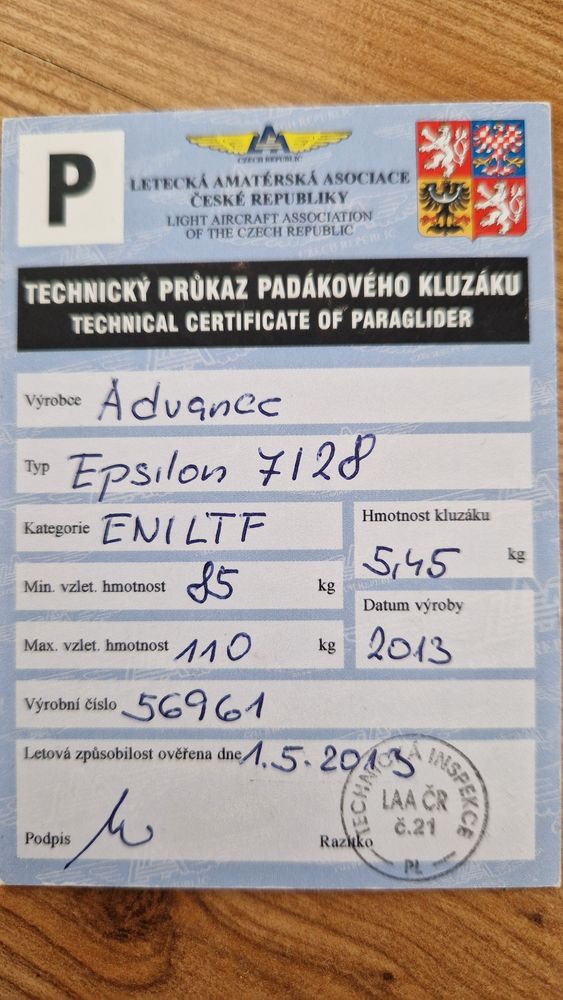 P
CZECH REPUBLIC
LETECKÁ AMATÉRSKÁ ASOCIACE
ČESKÉ REPUBLIKY
LIGHT AIRCRAFT ASSOCIATION
OF THE CZECH REPUBLIC
TECHNICKÝ PRŮKAZ PADÁKOVÉHO KLUZÁKU
TECHNICAL CERTIFICATE OF PARAGLIDER
Výrobce Advance
Typ Epsilon 7/28
Kategorie EN/LTF
Hmotnost kluzáku
5,45 kg
Min. vzlet. hmotnost 85 kg
Datum výroby
2013
Max. vzlet. hmotnost 110 kg
Výrobní číslo 56961
Letová způsobilost ověřena dne 1.5.2013
TECHNICKÁ INSPEKCE
LAA ČR
č.21
PL
Podpis
Razítko